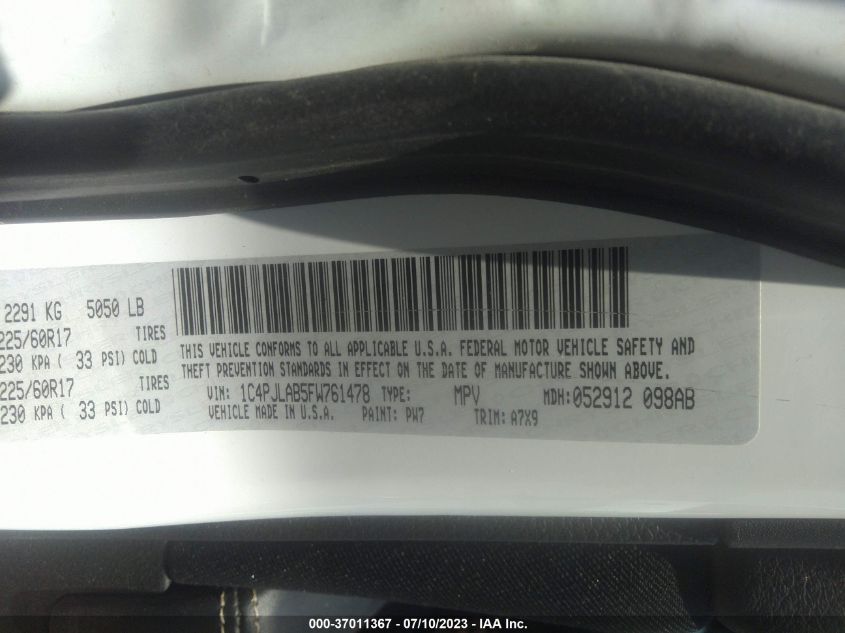 2291 KG 5050 LB
225/60R17 TIRES
230 KPA ( 33 PSI) COLD
225/60R17 TIRES
230 KPA ( 33 PSI) COLD
THIS VEHICLE CONFORMS TO ALL APPLICABLE U.S.A. FEDERAL MOTOR VEHICLE SAFETY AND
THEFT PREVENTION STANDARDS IN EFFECT ON THE DATE OF MANUFACTURE SHOWN ABOVE.
VIN: 1C4PJLAB5FW761478 TYPE: MPV MDH: 052912 098AB
VEHICLE MADE IN U.S.A. PAINT: PW7 TRIM: A7X9
000-37011367 - 07/10/2023 - IAA Inc.